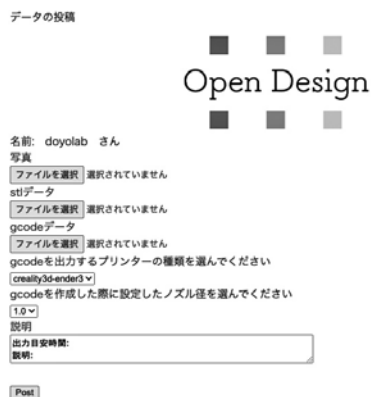 データの投稿
Open Design
名前: doyolab さん
写真
ファイルを選択 選択されていません
stlデータ
ファイルを選択 選択されていません
gcodeデータ
ファイルを選択 選択されていません
gcodeを出力するプリンターの種類を選んでください
creality3d-ender3
gcodeを作成した際に設定したノズル径を選んでください
1.0
説明
出力目安時間:
説明:
Post